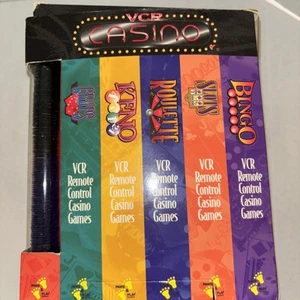 VCR
CASINO
KENO
ROULETTE
SLOTS
BINGO
VCR
Remote
Control
Casino
Games
VCR
Remote
Control
Casino
Games
VCR
Remote
Control
Casino
Games
VCR
Remote
Control
Casino
Games
VCR
Remote
Control
Casino
Games